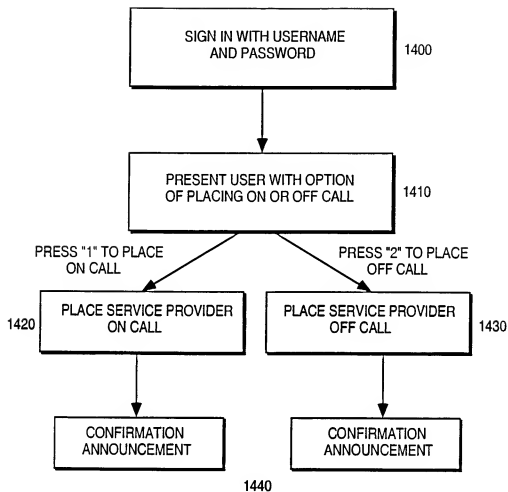 SIGN IN WITH USERNAME
AND PASSWORD
1400
PRESENT USER WITH OPTION
OF PLACING ON OR OFF CALL
1410
PRESS "1" TO PLACE
ON CALL
PRESS "2" TO PLACE
OFF CALL
1420
PLACE SERVICE PROVIDER
ON CALL
PLACE SERVICE PROVIDER
OFF CALL
1430
CONFIRMATION
ANNOUNCEMENT
CONFIRMATION
ANNOUNCEMENT
1440